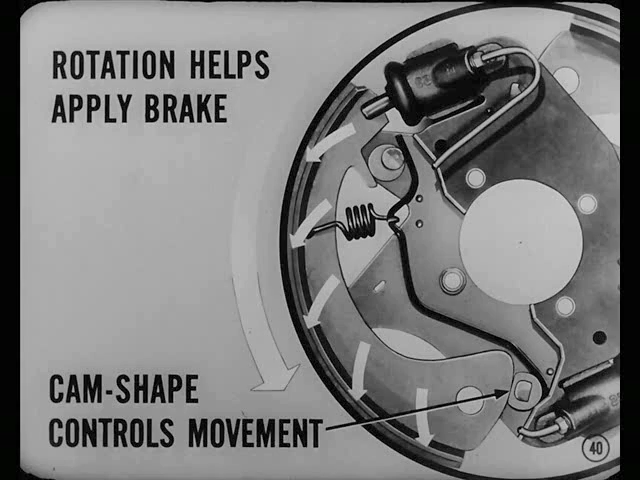 ROTATION HELPS
APPLY BRAKE
CAM-SHAPE
CONTROLS MOVEMENT
40